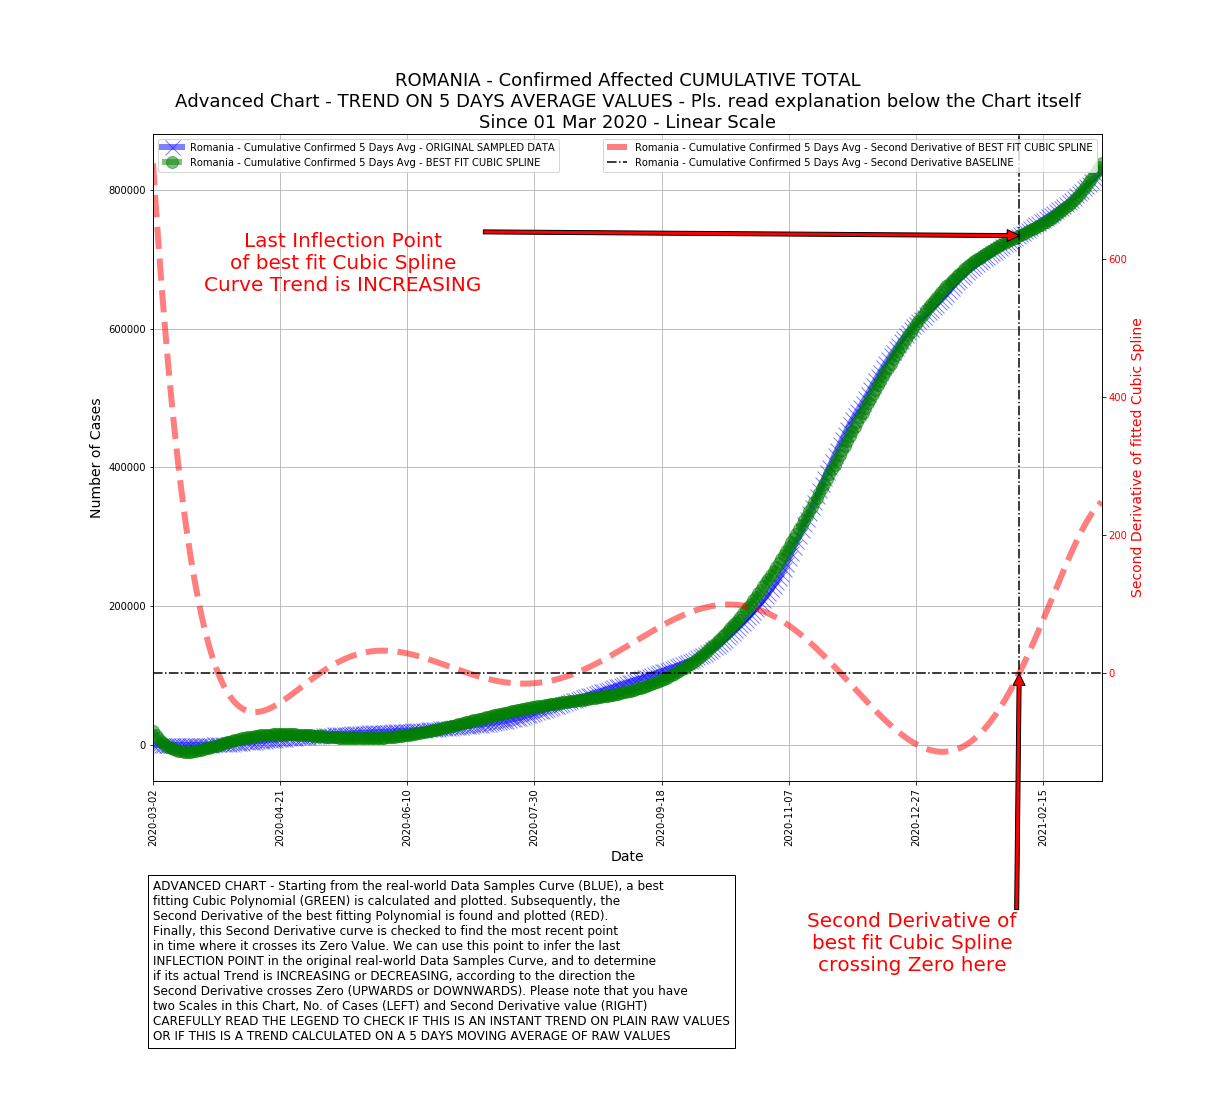 ROMANIA - Confirmed Affected CUMULATIVE TOTAL
Advanced Chart - TREND ON 5 DAYS AVERAGE VALUES - Pls. read explanation below the Chart itself
Since 01 Mar 2020 - Linear Scale
Romania - Cumulative Confirmed 5 Days Avg - ORIGINAL SAMPLED DATA
Romania - Cumulative Confirmed 5 Days Avg - BEST FIT CUBIC SPLINE
Romania - Cumulative Confirmed 5 Days Avg - Second Derivative of BEST FIT CUBIC SPLINE
Romania - Cumulative Confirmed 5 Days Avg - Second Derivative BASELINE
Last Inflection Point
of best fit Cubic Spline
Curve Trend is INCREASING
Number of Cases
800000
600000
400000
200000
0
600
400
200
0
Second Derivative of fitted Cubic Spline
2020-03-02
2020-04-21
2020-06-10
2020-07-30
2020-09-18
2020-11-07
2020-12-27
2021-02-15
Date
Second Derivative of
best fit Cubic Spline
crossing Zero here
ADVANCED CHART - Starting from the real-world Data Samples Curve (BLUE), a best
fitting Cubic Polynomial (GREEN) is calculated and plotted. Subsequently, the
Second Derivative of the best fitting Polynomial is found and plotted (RED).
Finally, this Second Derivative curve is checked to find the most recent point
in time where it crosses its Zero Value. We can use this point to infer the last
INFLECTION POINT in the original real-world Data Samples Curve, and to determine
if its actual Trend is INCREASING or DECREASING, according to the direction the
Second Derivative crosses Zero (UPWARDS or DOWNWARDS). Please note that you have
two Scales in this Chart, No. of Cases (LEFT) and Second Derivative value (RIGHT)
CAREFULLY READ THE LEGEND TO CHECK IF THIS IS AN INSTANT TREND ON PLAIN RAW VALUES
OR IF THIS IS A TREND CALCULATED ON A 5 DAYS MOVING AVERAGE OF RAW VALUES